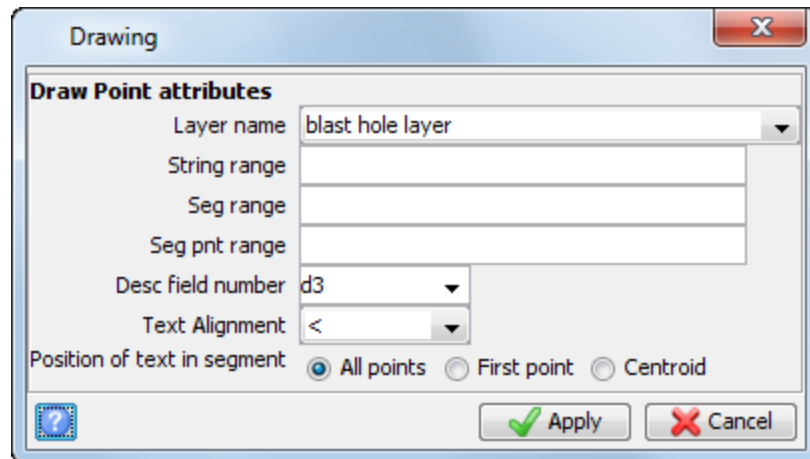 Drawing
Draw Point attributes
Layer name blast hole layer
String range
Seg range
Seg pnt range
Desc field number d3
Text Alignment <
Position of text in segment All points First point Centroid
? Apply Cancel